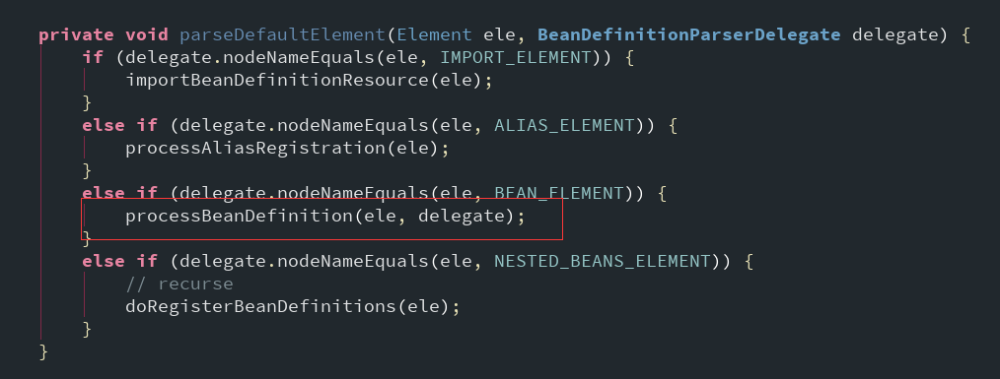 private void parseDefaultElement(Element ele, BeanDefinitionParserDelegate delegate) {
    if (delegate.nodeNameEquals(ele, IMPORT_ELEMENT)) {
        importBeanDefinitionResource(ele);
    }
    else if (delegate.nodeNameEquals(ele, ALIAS_ELEMENT)) {
        processAliasRegistration(ele);
    }
    else if (delegate.nodeNameEquals(ele, BEAN_ELEMENT)) {
        processBeanDefinition(ele, delegate);
    }
    else if (delegate.nodeNameEquals(ele, NESTED_BEANS_ELEMENT)) {
        // recurse
        doRegisterBeanDefinitions(ele);
    }
}